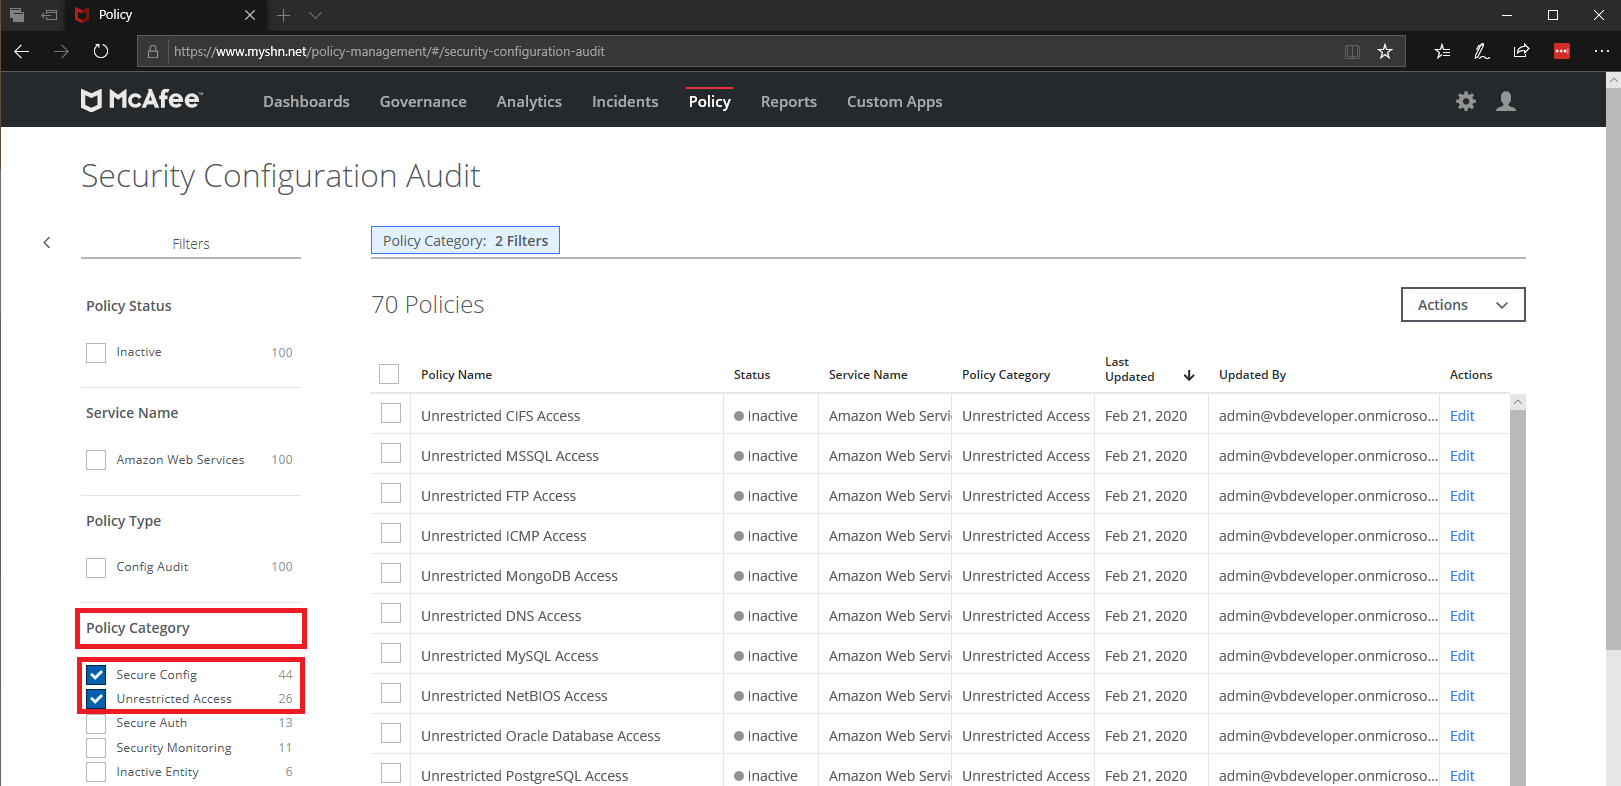 Policy
https://www.myshn.net/policy-management/#/security-configuration-audit
McAfee™
Dashboards Governance Analytics Incidents Policy Reports Custom Apps
Security Configuration Audit
Filters
Policy Category: 2 Filters
Policy Status
70 Policies
Actions
Inactive 100
Service Name
Amazon Web Services 100
Policy Type
Config Audit 100
Policy Category
Secure Config 44
Unrestricted Access 26
Secure Auth 13
Security Monitoring 11
Inactive Entity 6
Policy Name Status Service Name Policy Category Last Updated Updated By Actions
Unrestricted CIFS Access Inactive Amazon Web Servi Unrestricted Access Feb 21, 2020 admin@vbdeveloper.onmicroso... Edit
Unrestricted MSSQL Access Inactive Amazon Web Servi Unrestricted Access Feb 21, 2020 admin@vbdeveloper.onmicroso... Edit
Unrestricted FTP Access Inactive Amazon Web Servi Unrestricted Access Feb 21, 2020 admin@vbdeveloper.onmicroso... Edit
Unrestricted ICMP Access Inactive Amazon Web Servi Unrestricted Access Feb 21, 2020 admin@vbdeveloper.onmicroso... Edit
Unrestricted MongoDB Access Inactive Amazon Web Servi Unrestricted Access Feb 21, 2020 admin@vbdeveloper.onmicroso... Edit
Unrestricted DNS Access Inactive Amazon Web Servi Unrestricted Access Feb 21, 2020 admin@vbdeveloper.onmicroso... Edit
Unrestricted MySQL Access Inactive Amazon Web Servi Unrestricted Access Feb 21, 2020 admin@vbdeveloper.onmicroso... Edit
Unrestricted NetBIOS Access Inactive Amazon Web Servi Unrestricted Access Feb 21, 2020 admin@vbdeveloper.onmicroso... Edit
Unrestricted Oracle Database Access Inactive Amazon Web Servi Unrestricted Access Feb 21, 2020 admin@vbdeveloper.onmicroso... Edit
Unrestricted PostgreSQL Access Inactive Amazon Web Servi Unrestricted Access Feb 21, 2020 admin@vbdeveloper.onmicroso... Edit